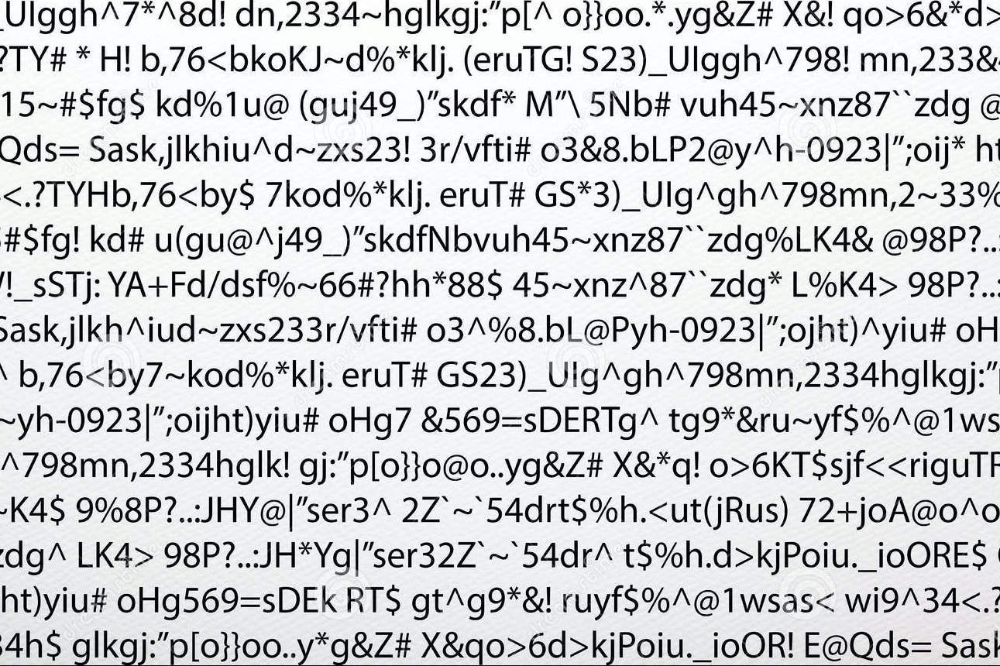 _UIggh^7*^8d! dn,2334~hglkgj:”p[^ o}}oo.*.yg&Z# X&! qo>6&*d>
?TY# * H! b,76<bkoKJ~d%*klj. (eruTG! S23)_UIggh^798! mn,233&
15~#$fg$ kd%1u@ (guj49_)”skdf* M”\ 5Nb# vuh45~xnz87``zdg @
Qds= Sask,jlkhiu^d~zxs23! 3r/vfti# o3&8.bLP2@y^h-0923|”;oij* ht
<.?TYHb,76<by$ 7kod%*klj. eruT# GS*3)_UIg^gh^798mn,2~33%
#$fg! kd# u(gu@^j49_)”skdfNbvuh45~xnz87``zdg%LK4& @98P?..:
!_sSTj: YA+Fd/dsf%~66#?hh*88$ 45~xnz^87``zdg* L%K4> 98P?..:
Sask,jlkh^iud~zxs233r/vfti# o3^%8.bL@Pyh-0923|”;ojht)^yiu# oH
^ b,76<by7~kod%*klj. eruT# GS23)_UIg^gh^798mn,2334hglkgj:”p
~yh-0923|”;oijht)yiu# oHg7 &569=sDERTg^ tg9*&ru~yf$%^@1ws
^798mn,2334hglk! gj:”p[o}}o@o..yg&Z# X&*q! o>6KT$sjf<<riguTR
~K4$ 9%8P?..:JHY@|”ser3^ 2Z`~`54drt$%h.<ut(jRus) 72+joA@o^o
zdg^ LK4> 98P?..:JH*Yg|”ser32Z`~`54dr^ t$%h.d>kjPoiu._ioORE$
ht)yiu# oHg569=sDEk RT$ gt^g9*&! ruyf$%^@1wsas< wi9^34<.?
34h$ glkgj:”p[o}}oo..y*g&Z# X&qo>6d>kjPoiu._ioOR! E@Qds= Sask